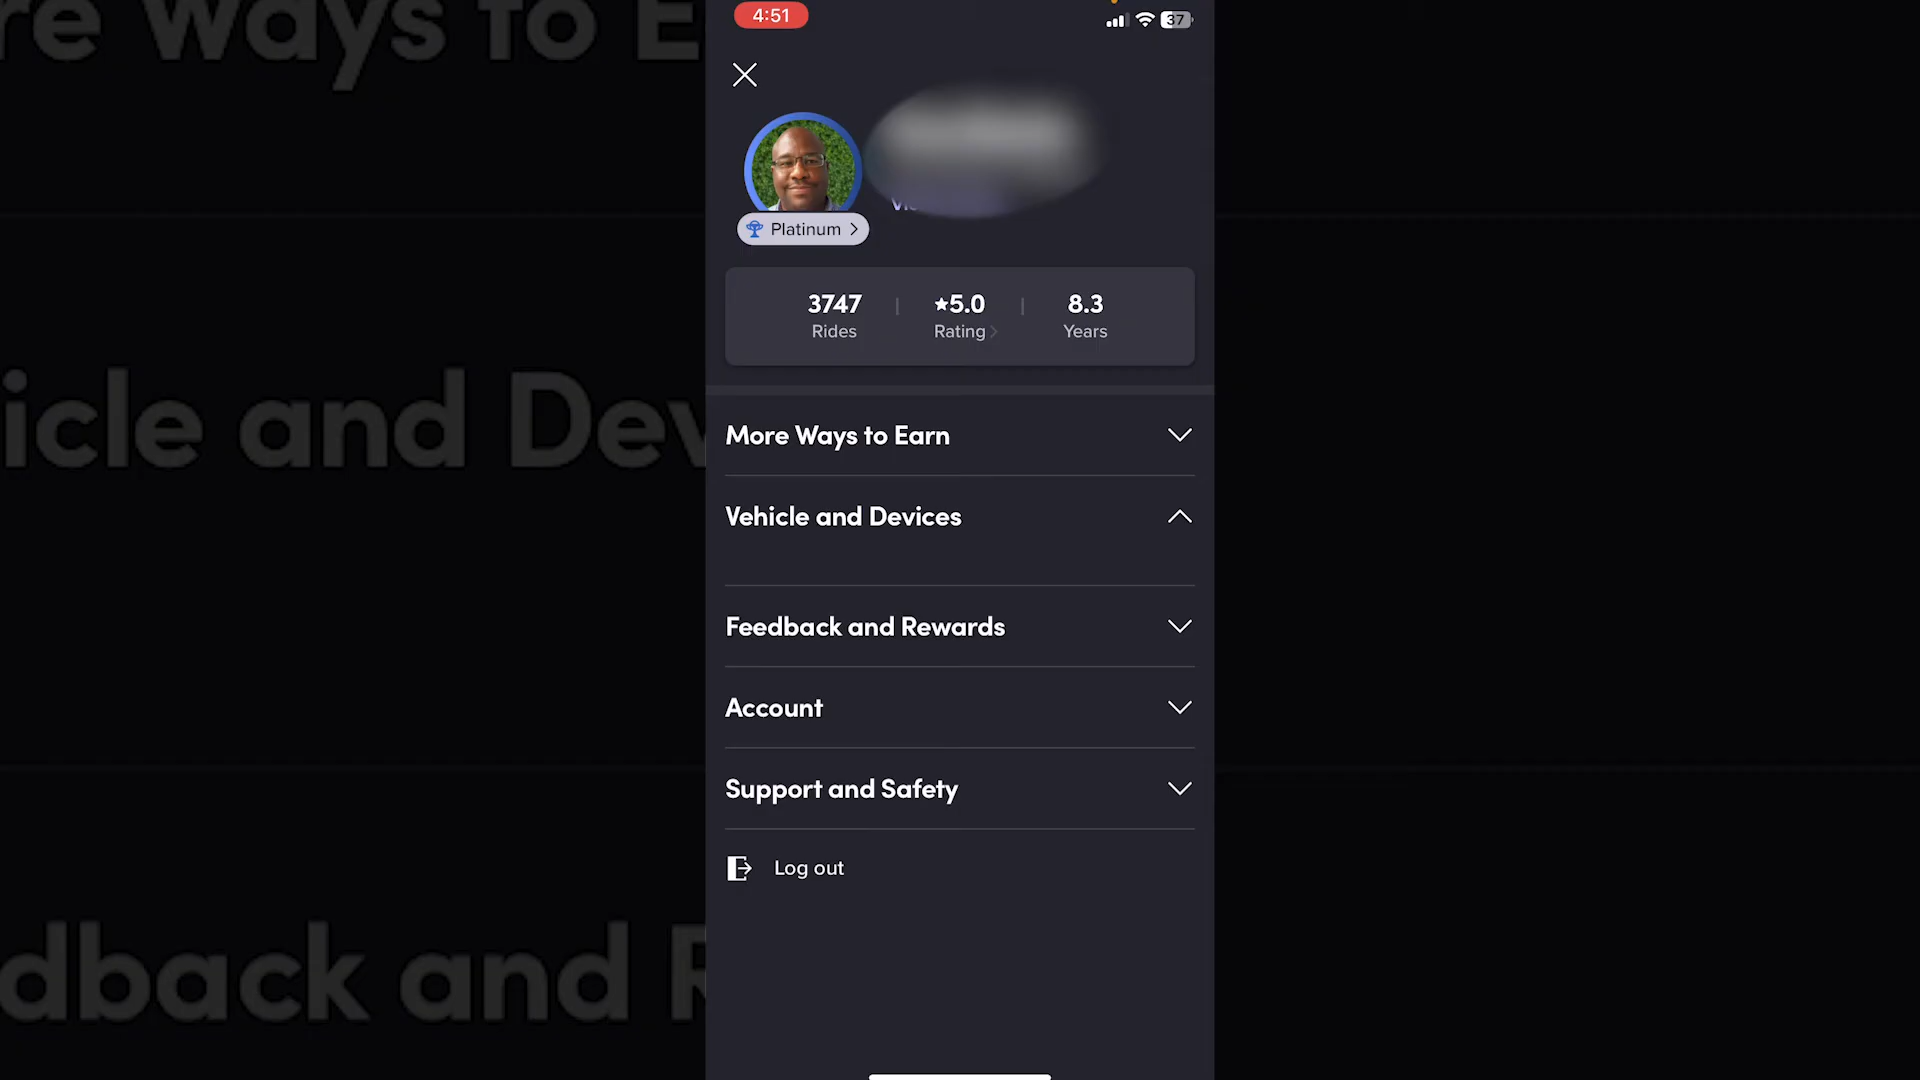 4:51
37
Platinum
3747
5.0
8.3
Rides
Rating
Years
More Ways to Earn
Vehicle and Devices
Feedback and Rewards
Account
Support and Safety
Log out
re Ways to E
icle and Dev
dback and R